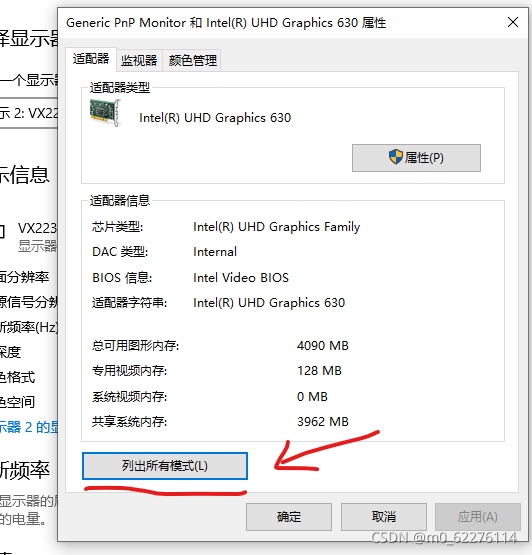 Generic PnP Monitor 和 Intel(R) UHD Graphics 630 属性
适配器 监视器 颜色管理
适配器类型
Intel(R) UHD Graphics 630
属性(P)
适配器信息
芯片类型: Intel(R) UHD Graphics Family
DAC 类型: Internal
BIOS 信息: Intel Video BIOS
适配器字符串: Intel(R) UHD Graphics 630
总可用图形内存: 4090 MB
专用视频内存: 128 MB
系统视频内存: 0 MB
共享系统内存: 3962 MB
列出所有模式(L)
确定 取消 应用(A)
择显示器
一个显示器
示 2: VX22
示信息
VX223
显示器
面分辨率
源信号分辨
新频率(Hz)
深度
色格式
色空间
示器 2 的显
新频率
显示器的刷
的电量。
CSDN @m0_62276114